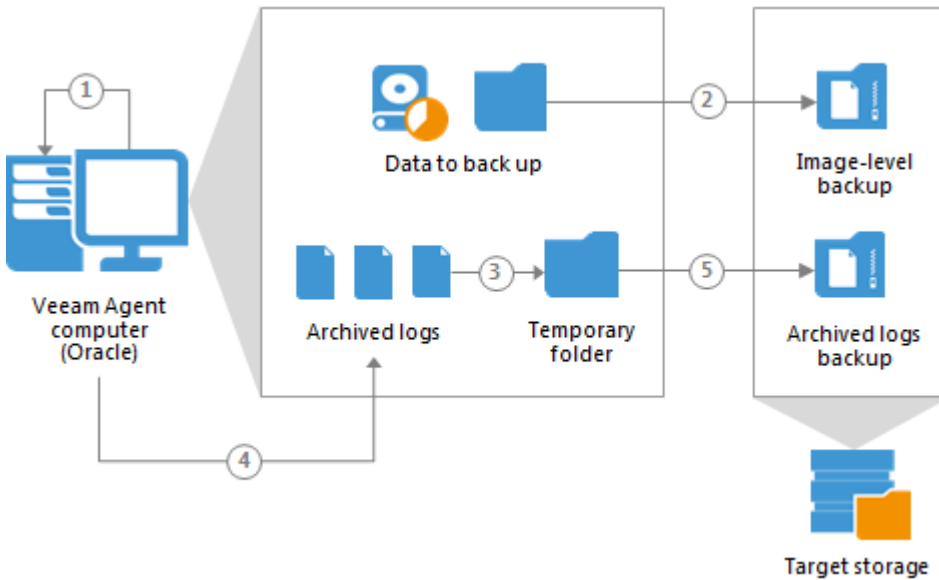 1
2
Data to back up
Image-level
backup
3
5
Veeam Agent
computer
(Oracle)
Archived logs
Temporary
folder
Archived logs
backup
4
Target storage